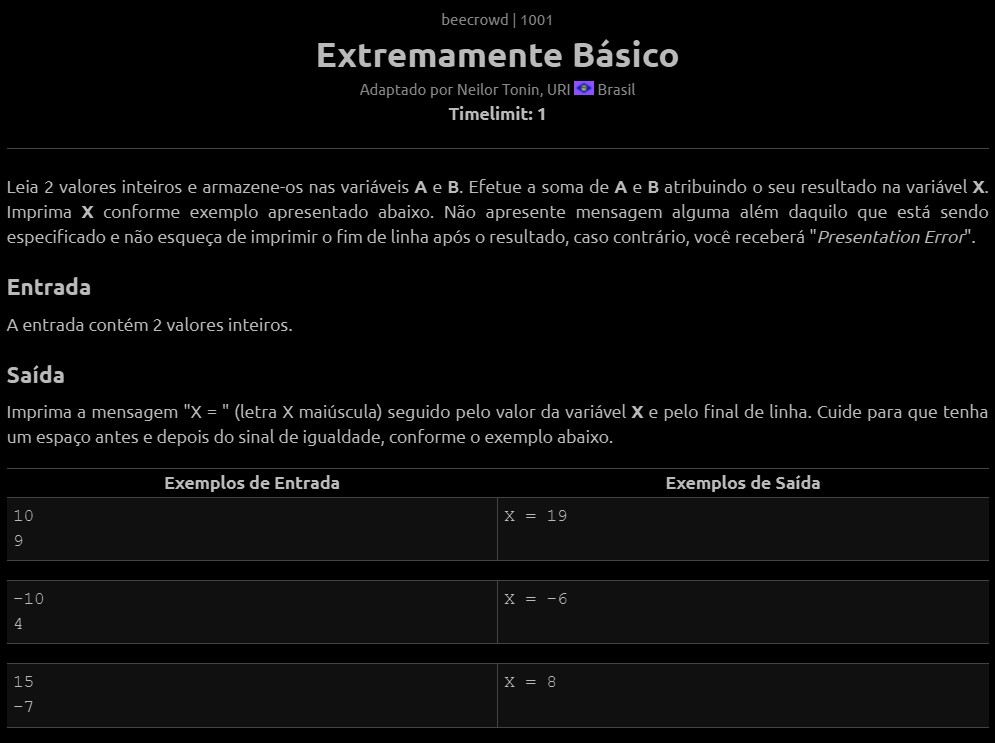 beecrowd | 1001
Extremamente Básico
Adaptado por Neilor Tonin, URI Brasil
Timelimit: 1
Leia 2 valores inteiros e armazene-os nas variáveis A e B. Efetue a soma de A e B atribuindo o seu resultado na variável X.
Imprima X conforme exemplo apresentado abaixo. Não apresente mensagem alguma além daquilo que está sendo
especificado e não esqueça de imprimir o fim de linha após o resultado, caso contrário, você receberá "Presentation Error".
Entrada
A entrada contém 2 valores inteiros.
Saída
Imprima a mensagem "X = " (letra X maiúscula) seguido pelo valor da variável X e pelo final de linha. Cuide para que tenha
um espaço antes e depois do sinal de igualdade, conforme o exemplo abaixo.
Exemplos de Entrada Exemplos de Saída
10 X = 19
9
-10 X = -6
4
15 X = 8
-7